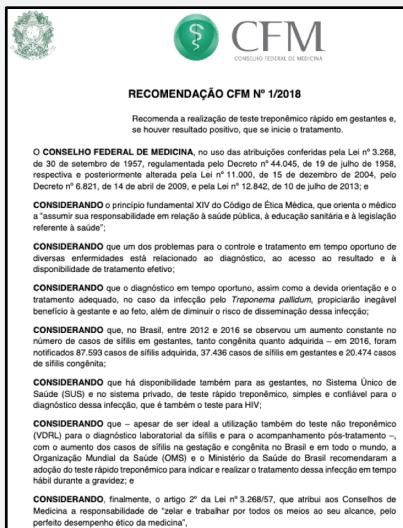 CFM
CONSELHO FEDERAL DE MEDICINA
RECOMENDAÇÃO CFM Nº 1/2018
Recomenda a realização de teste treponêmico rápido em gestantes e,
se houver resultado positivo, que se inicie o tratamento.
O CONSELHO FEDERAL DE MEDICINA, no uso das atribuições conferidas pela Lei nº 3.268,
de 30 de setembro de 1957, regulamentada pelo Decreto nº 44.045, de 19 de julho de 1958,
respectiva e posteriormente alterada pela Lei nº 11.000, de 15 de dezembro de 2004, pelo
Decreto nº 6.821, de 14 de abril de 2009, e pela Lei nº 12.842, de 10 de julho de 2013; e
CONSIDERANDO o princípio fundamental XIV do Código de Ética Médica, que orienta o médico
a "assumir sua responsabilidade em relação à saúde pública, à educação sanitária e à legislação
referente à saúde";
CONSIDERANDO que um dos problemas para o controle e tratamento em tempo oportuno de
diversas enfermidades está relacionado ao diagnóstico, ao acesso ao resultado e à
disponibilidade de tratamento efetivo;
CONSIDERANDO que o diagnóstico em tempo oportuno, assim como a devida orientação e o
tratamento adequado, no caso da infecção pelo Treponema pallidum, propiciarão inegável
benefício à gestante e ao feto, além de diminuir o risco de disseminação dessa infecção;
CONSIDERANDO que, no Brasil, entre 2012 e 2016 se observou um aumento constante no
número de casos de sífilis em gestantes, tanto congênita quanto adquirida – em 2016, foram
notificados 87.593 casos de sífilis adquirida, 37.436 casos de sífilis em gestantes e 20.474 casos
de sífilis congênita;
CONSIDERANDO que há disponibilidade também para as gestantes, no Sistema Único de
Saúde (SUS) e no sistema privado, de teste rápido treponêmico, simples e confiável para o
diagnóstico dessa infecção, que é também o teste para HIV;
CONSIDERANDO que – apesar de ser ideal a utilização também do teste não treponêmico
(VDRL) para o diagnóstico laboratorial da sífilis e para o acompanhamento pós-tratamento –,
com o aumento dos casos de sífilis na gestação e congênita no Brasil e em todo o mundo, a
Organização Mundial da Saúde (OMS) e o Ministério da Saúde do Brasil recomendaram a
adoção do teste rápido treponêmico para indicar e realizar o tratamento dessa infecção em tempo
hábil durante a gravidez; e
CONSIDERANDO, finalmente, o artigo 2º da Lei nº 3.268/57, que atribui aos Conselhos de
Medicina a responsabilidade de "zelar e trabalhar por todos os meios ao seu alcance, pelo
perfeito desempenho ético da medicina",